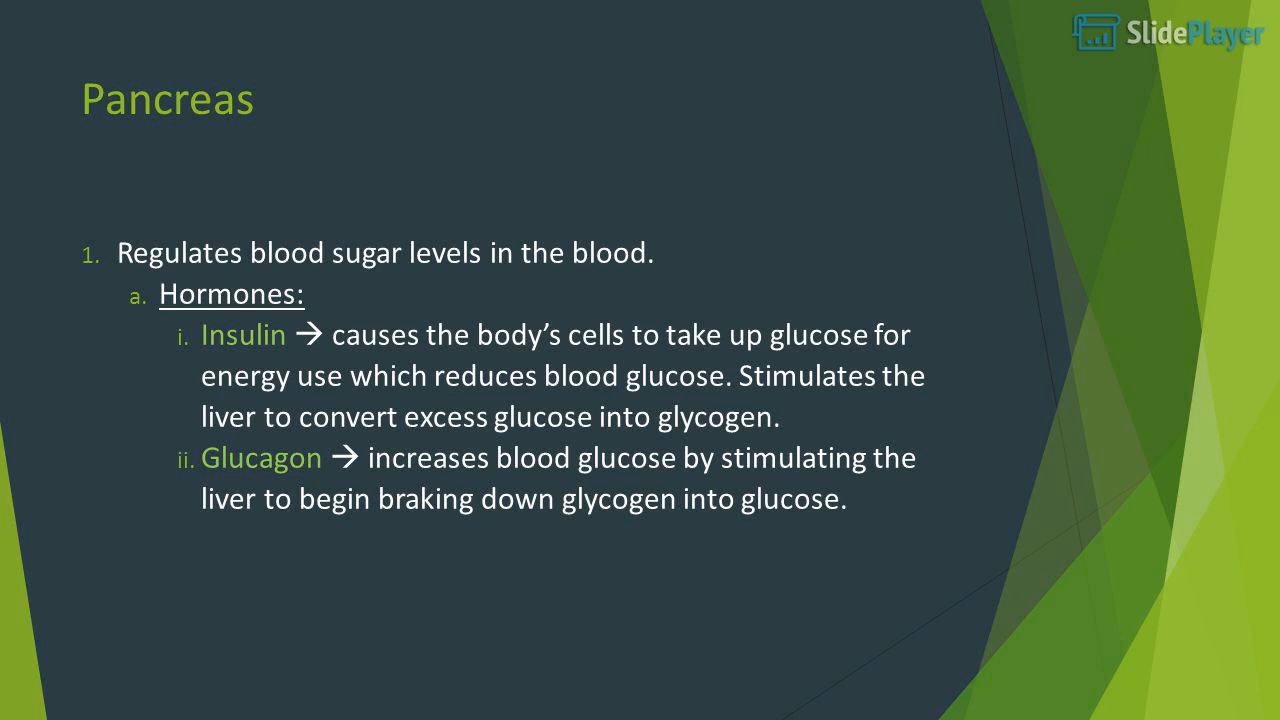 SlidePlayer
Pancreas
1. Regulates blood sugar levels in the blood.
a. Hormones:
i. Insulin → causes the body’s cells to take up glucose for
energy use which reduces blood glucose. Stimulates the
liver to convert excess glucose into glycogen.
ii. Glucagon → increases blood glucose by stimulating the
liver to begin braking down glycogen into glucose.